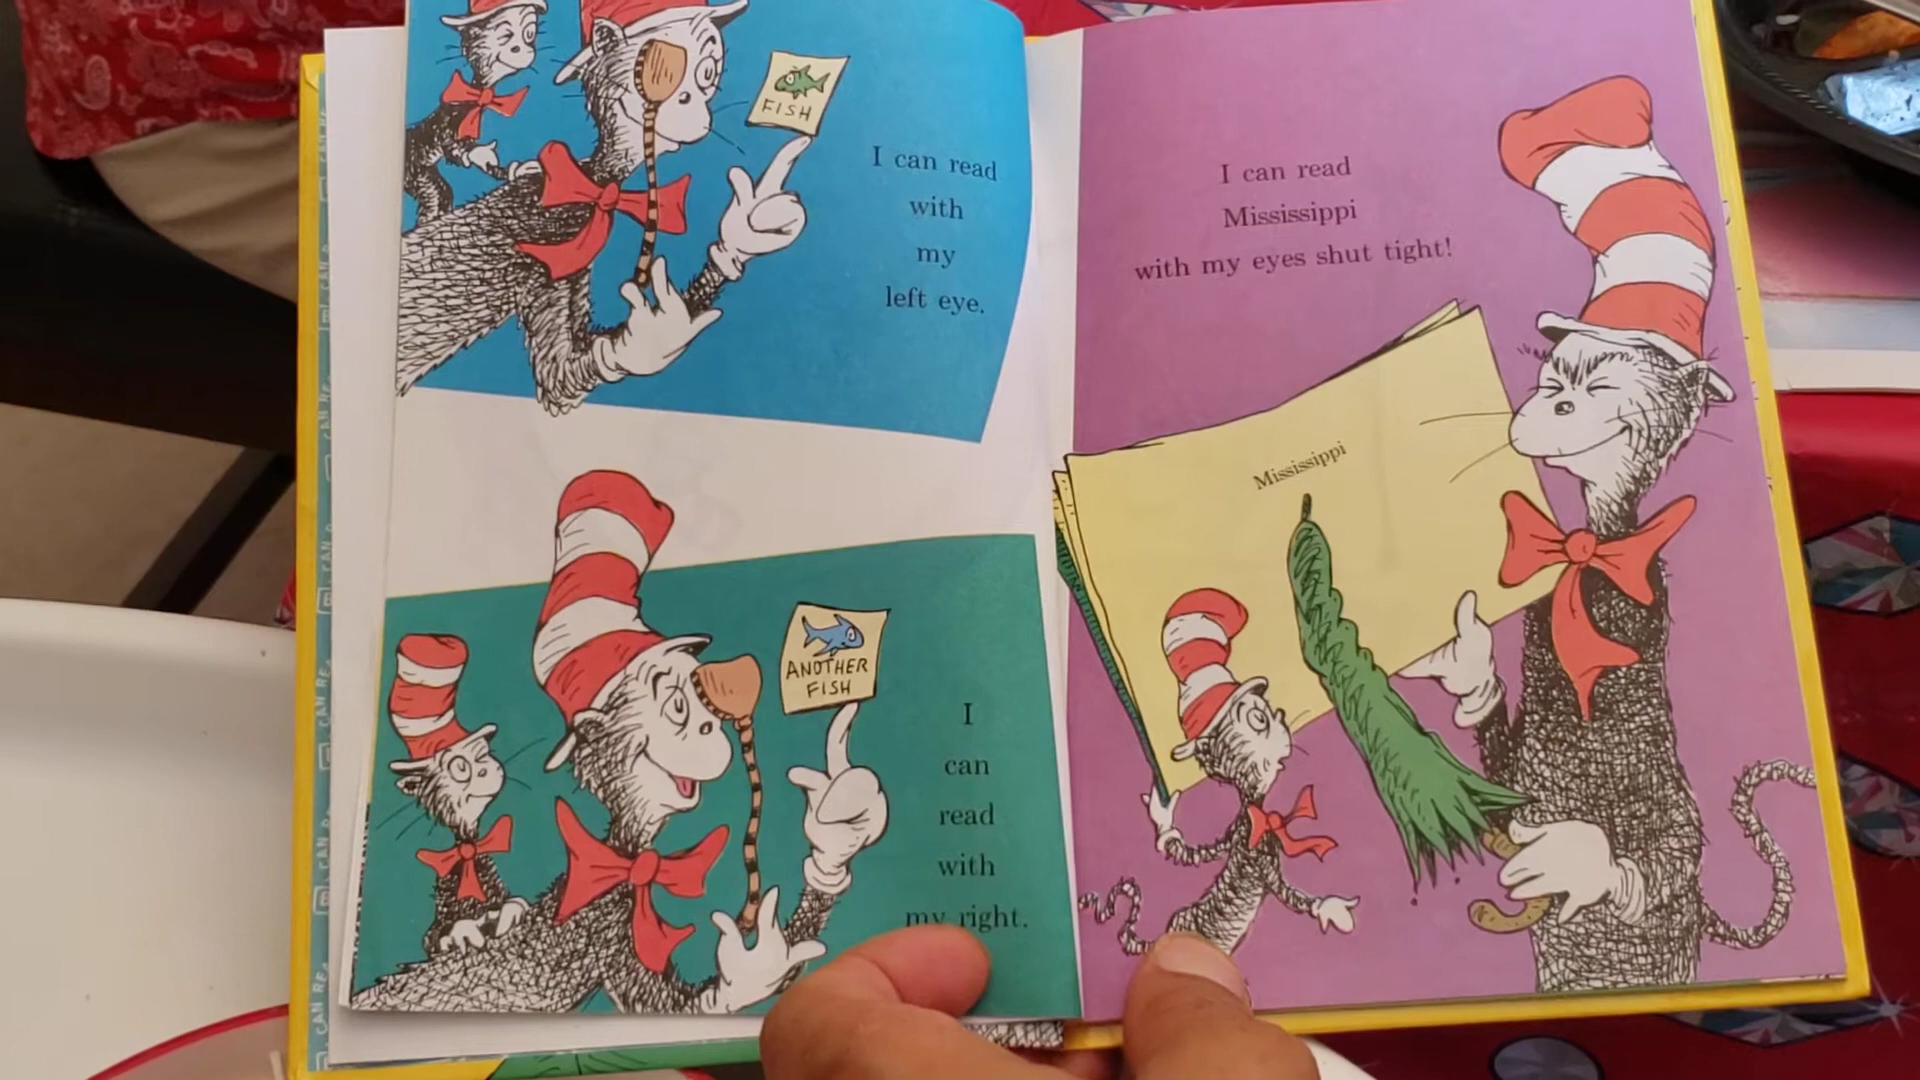 FISH
I can read
with
my
left eye.
ANOTHER
FISH
I
can
read
with
my right.
I can read
Mississippi
with my eyes shut tight!
Mississippi